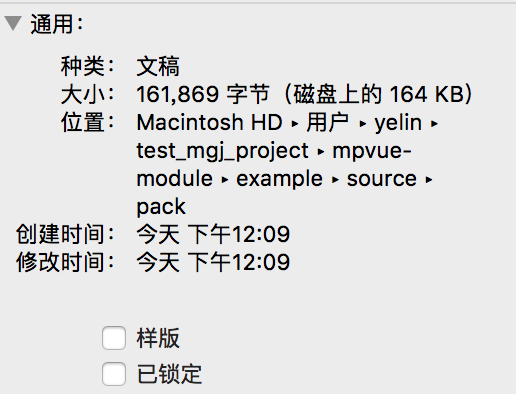 通用：
种类： 文稿
大小： 161,869 字节（磁盘上的 164 KB）
位置： Macintosh HD ▸ 用户 ▸ yelin ▸
test_mgj_project ▸ mpvue-
module ▸ example ▸ source ▸
pack
创建时间： 今天 下午12:09
修改时间： 今天 下午12:09
样版
已锁定